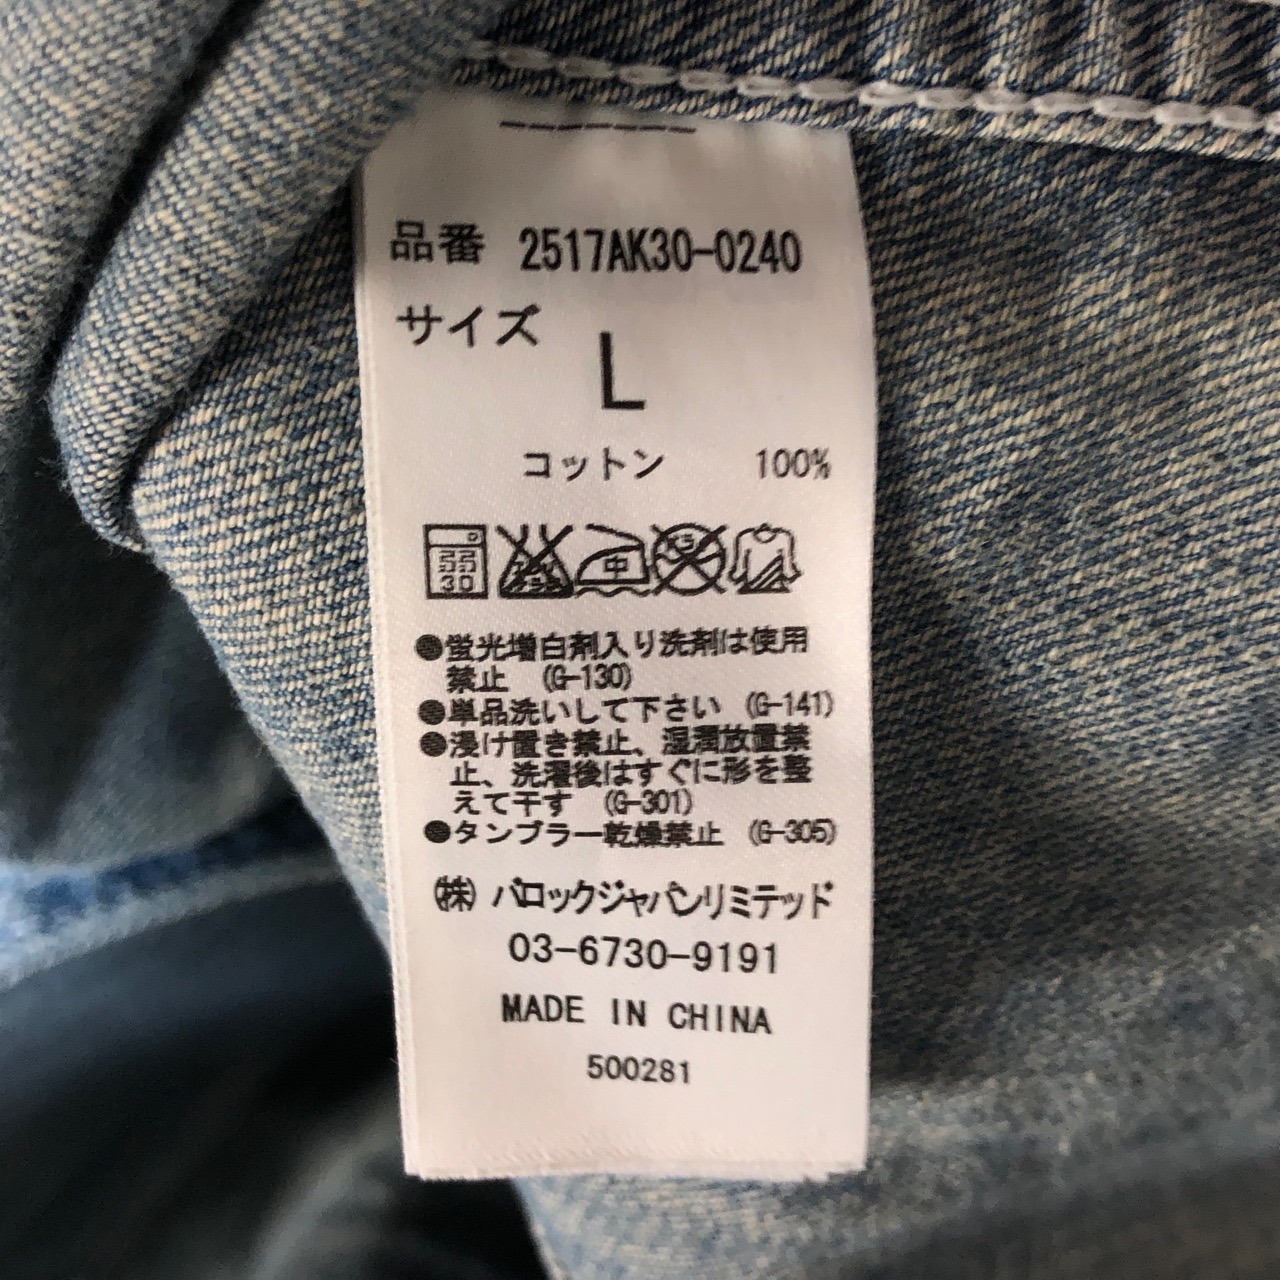 品番 2517AK30-0240
サイズ
L
コットン 100%
弱
30
中
●蛍光増白剤入り洗剤は使用
禁止 (G-130)
●単品洗いして下さい (G-141)
●浸け置き禁止、湿潤放置禁
止、洗濯後はすぐに形を整
えて干す (G-301)
●タンブラー乾燥禁止 (G-305)
(株) バロックジャパンリミテッド
03-6730-9191
MADE IN CHINA
500281